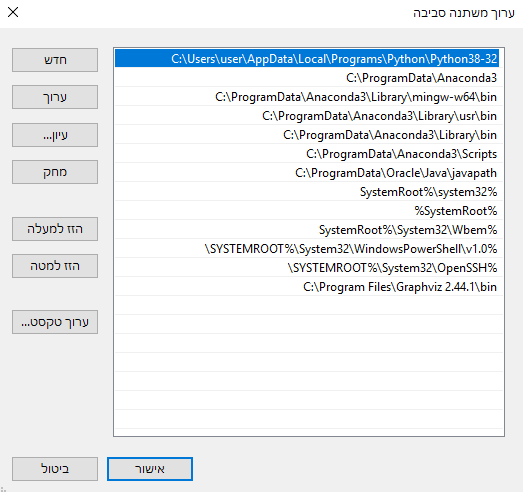 ערוך משתנה סביבה
C:\Users\user\AppData\Local\Programs\Python\Python38-32
C:\ProgramData\Anaconda3
C:\ProgramData\Anaconda3\Library\mingw-w64\bin
C:\ProgramData\Anaconda3\Library\usr\bin
C:\ProgramData\Anaconda3\Library\bin
C:\ProgramData\Anaconda3\Scripts
C:\ProgramData\Oracle\Java\javapath
%SystemRoot%\system32
%SystemRoot%
%SystemRoot%\System32\Wbem
%SYSTEMROOT%\System32\WindowsPowerShell\v1.0\
%SYSTEMROOT%\System32\OpenSSH\
C:\Program Files\Graphviz 2.44.1\bin
חדש
ערוך
עיון...
מחק
הזז למעלה
הזז למטה
ערוך טקסט...
אישור
ביטול